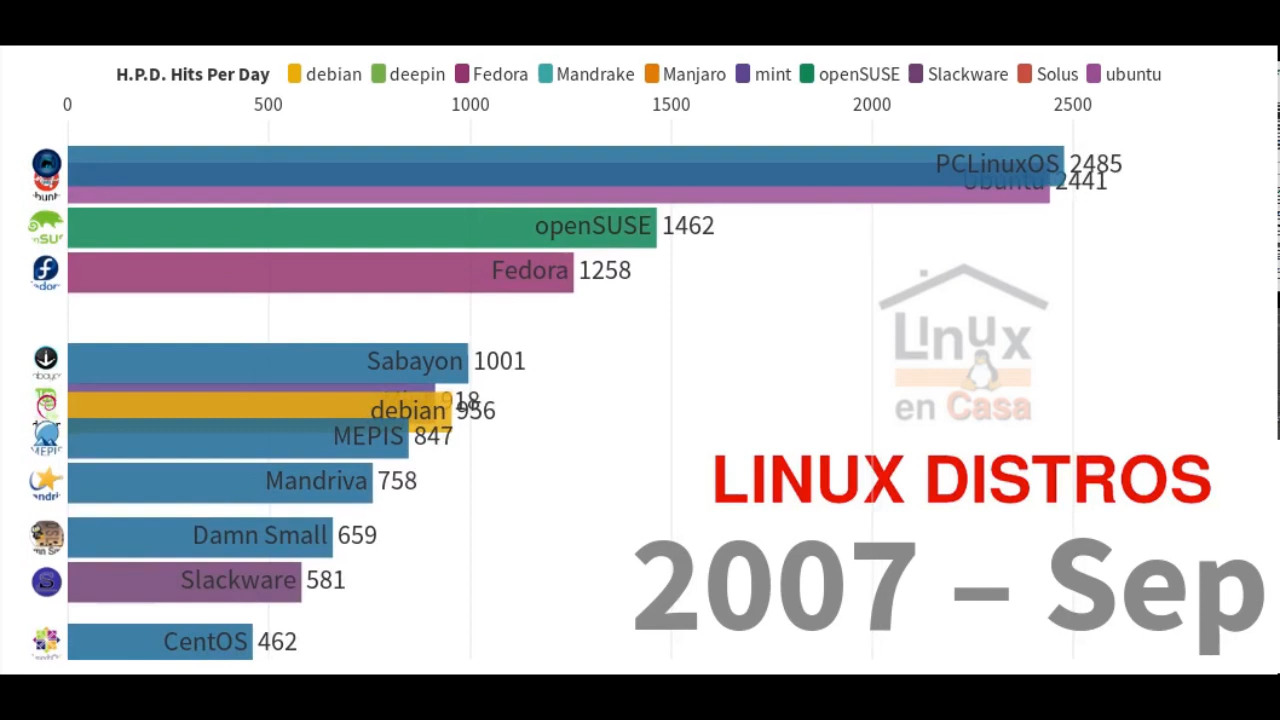 H.P.D. Hits Per Day debian deepin Fedora Mandrake Manjaro mint openSUSE Slackware Solus ubuntu
0 500 1000 1500 2000 2500
PCLinuxOS 2485
Ubuntu 2441
openSUSE 1462
Fedora 1258
Linux
en Casa
Sabayon 1001
918
debian 956
MEPIS 847
LINUX DISTROS
Mandriva 758
Damn Small 659
2007 – Sep
Slackware 581
CentOS 462